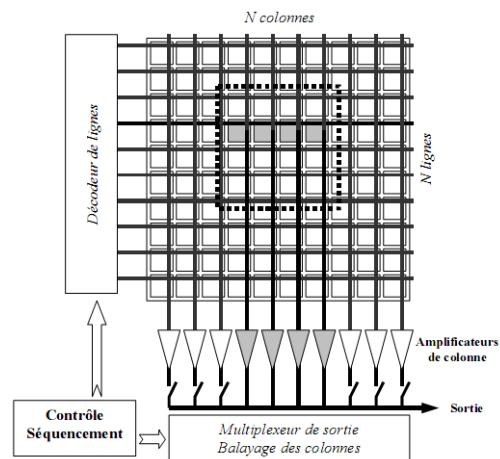 N colonnes
Décodeur de lignes
N lignes
Amplificateurs
de colonne
Sortie
Contrôle
Séquencement
Multiplexeur de sortie
Balayage des colonnes